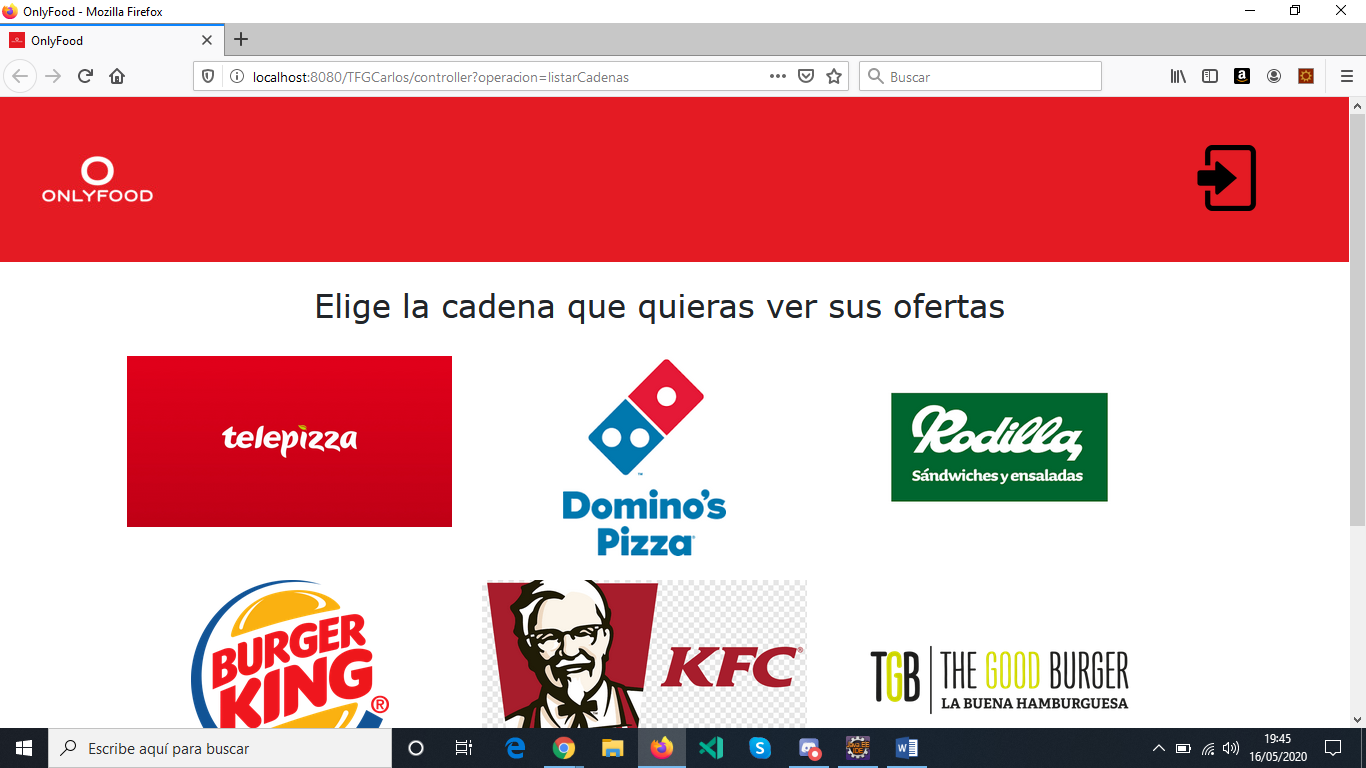 OnlyFood - Mozilla Firefox
OnlyFood
localhost:8080/TFGCarlos/controller?operacion=listarCadenas
Buscar
ONLYFOOD
Elige la cadena que quieras ver sus ofertas
telepizza
Domino's
Pizza
Rodilla
Sándwiches y ensaladas
BURGER
KING®
KFC®
TGB THE GOOD BURGER
LA BUENA HAMBURGUESA
Escribe aquí para buscar
19:45
16/05/2020